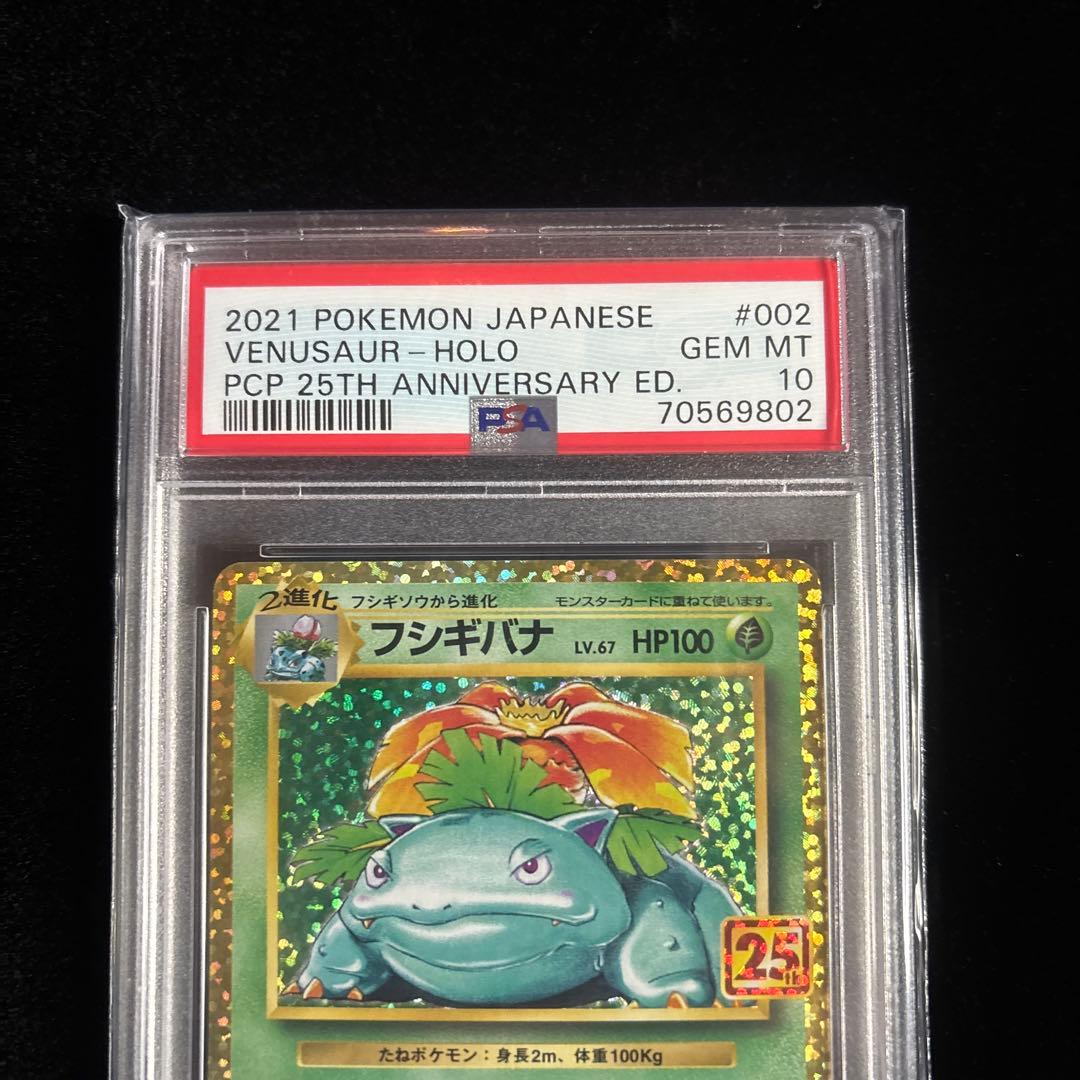 2021 POKEMON JAPANESE #002
VENUSAUR - HOLO GEM MT
PCP 25TH ANNIVERSARY ED. 10
PSA 70569802
2進化 フシギソウから進化 モンスターカードに重ねて使います。
フシギバナ LV.67 HP100
25th
たねポケモン：身長2m、体重100Kg